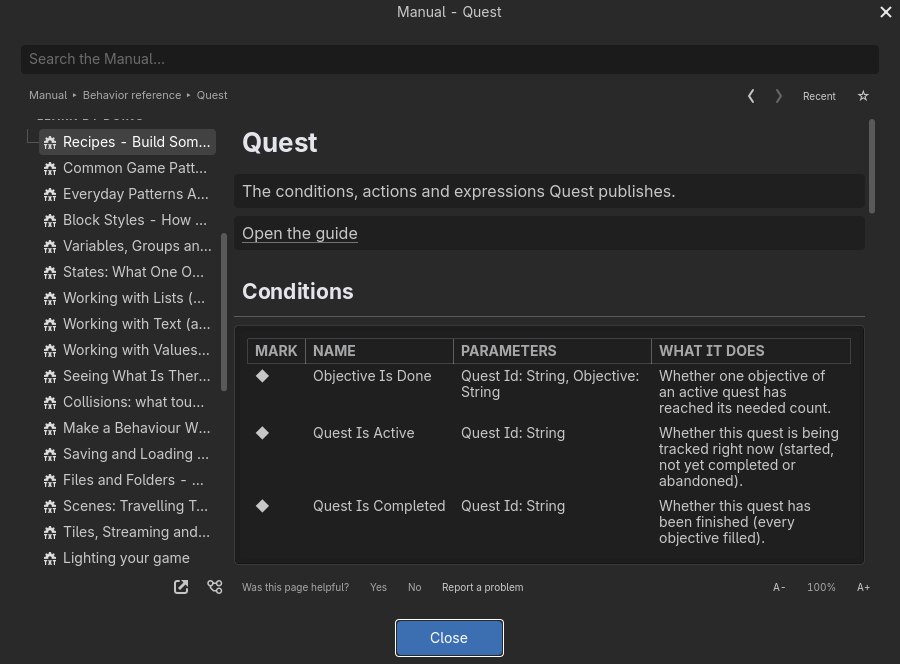 Manual - Quest
Search the Manual...
Manual ‣ Behavior reference ‣ Quest
Recent
Recipes - Build Som...
Common Game Patt...
Everyday Patterns A...
Block Styles - How ...
Variables, Groups an...
States: What One O...
Working with Lists (...
Working with Text (a...
Working with Values...
Seeing What Is Ther...
Collisions: what tou...
Make a Behaviour W...
Saving and Loading ...
Files and Folders - ...
Scenes: Travelling T...
Tiles, Streaming and...
Lighting your game
Quest
The conditions, actions and expressions Quest publishes.
Open the guide
Conditions
MARK NAME PARAMETERS WHAT IT DOES
Objective Is Done
Quest Id: String, Objective:
String
Whether one objective of
an active quest has
reached its needed count.
Quest Is Active
Quest Id: String
Whether this quest is being
tracked right now (started,
not yet completed or
abandoned).
Quest Is Completed
Quest Id: String
Whether this quest has
been finished (every
objective filled).
Was this page helpful? Yes No Report a problem
A- 100% A+
Close